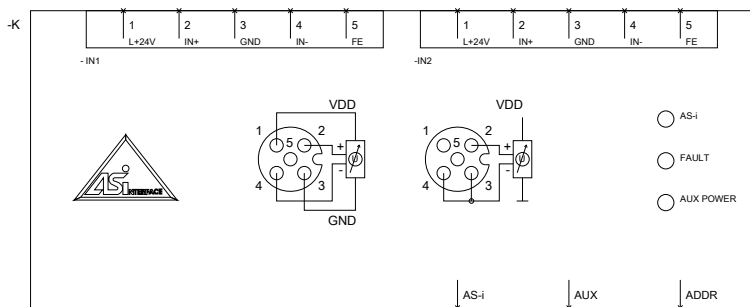 -K
1 2 3 4 5
L+24V IN+ GND IN- FE
- IN1
1 2 3 4 5
L+24V IN+ GND IN- FE
-IN2
VDD
1 5 2
+
U
-
4 3
GND
VDD
1 5 2
+
U
-
4 3
AS-i
FAULT
AUX POWER
ASi INTERFACE
AS-i AUX ADDR